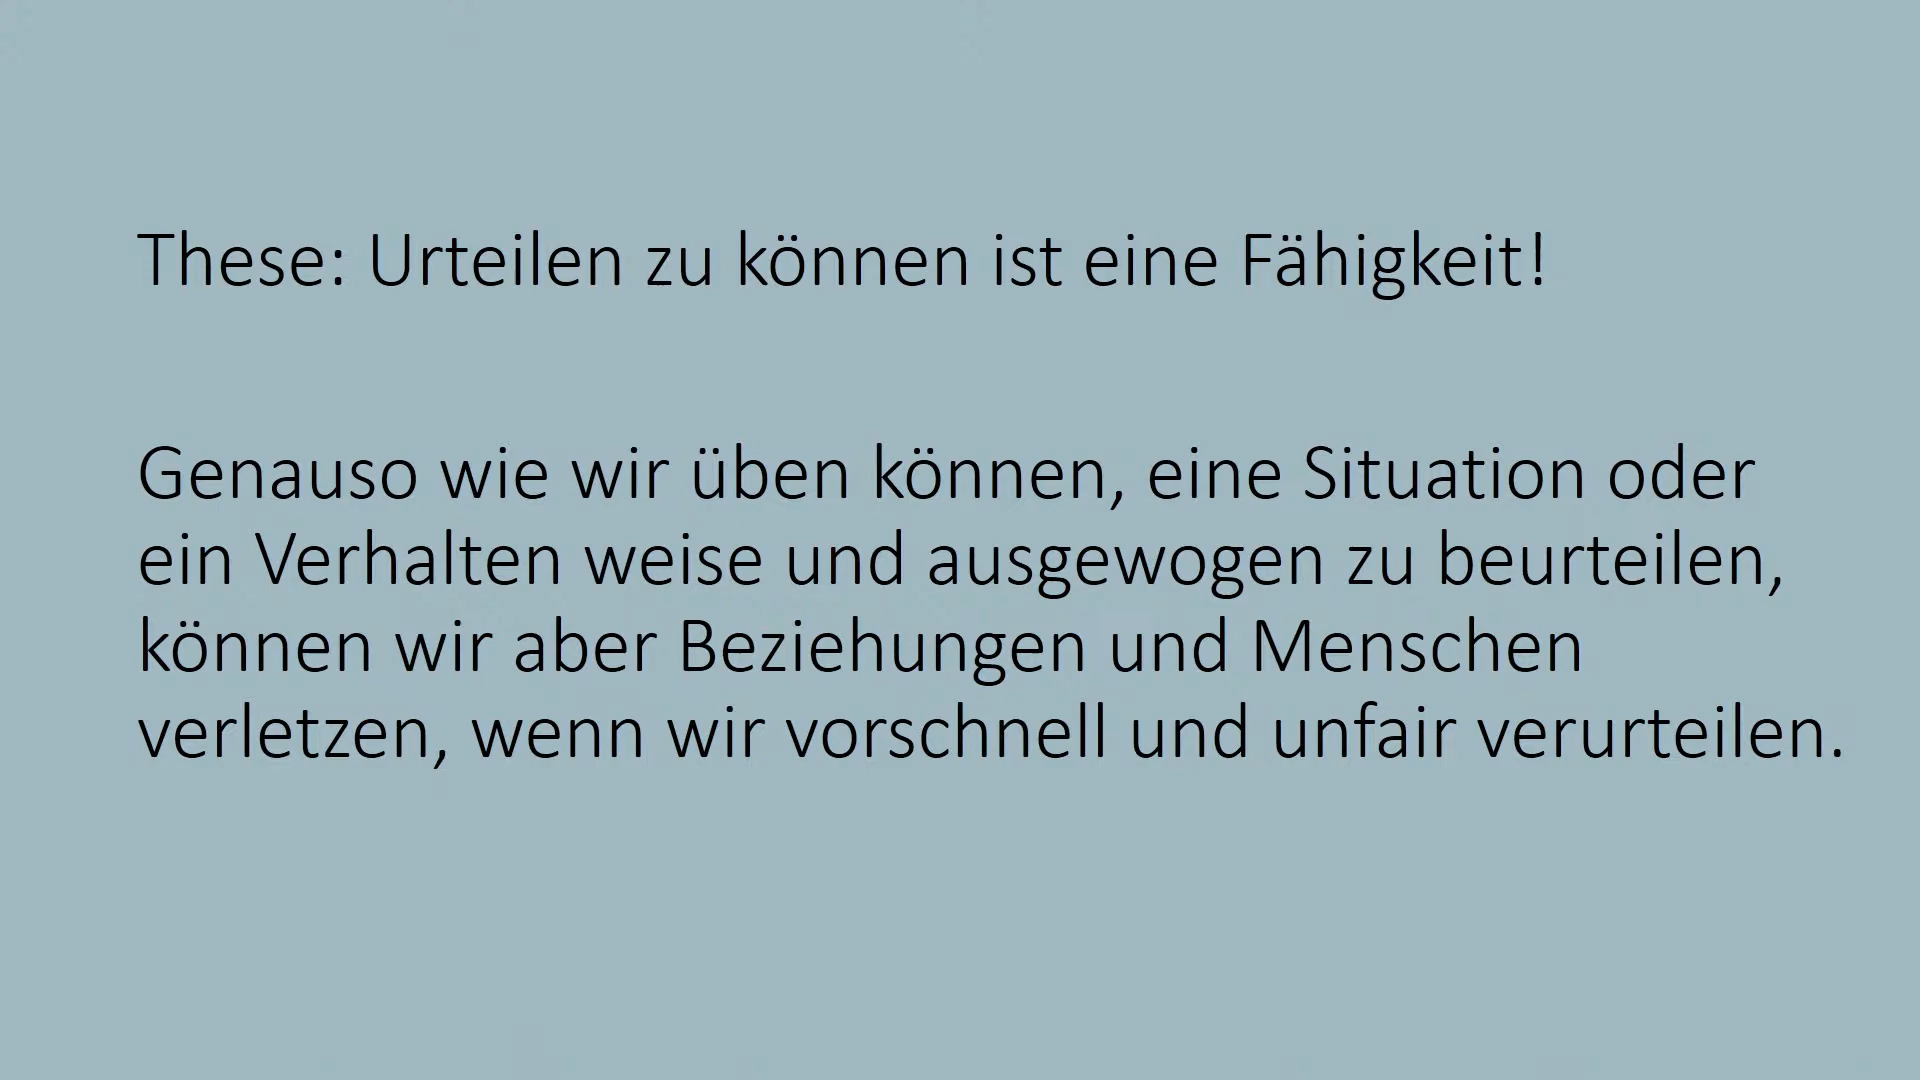 These: Urteilen zu können ist eine Fähigkeit!
Genauso wie wir üben können, eine Situation oder
ein Verhalten weise und ausgewogen zu beurteilen,
können wir aber Beziehungen und Menschen
verletzen, wenn wir vorschnell und unfair verurteilen.